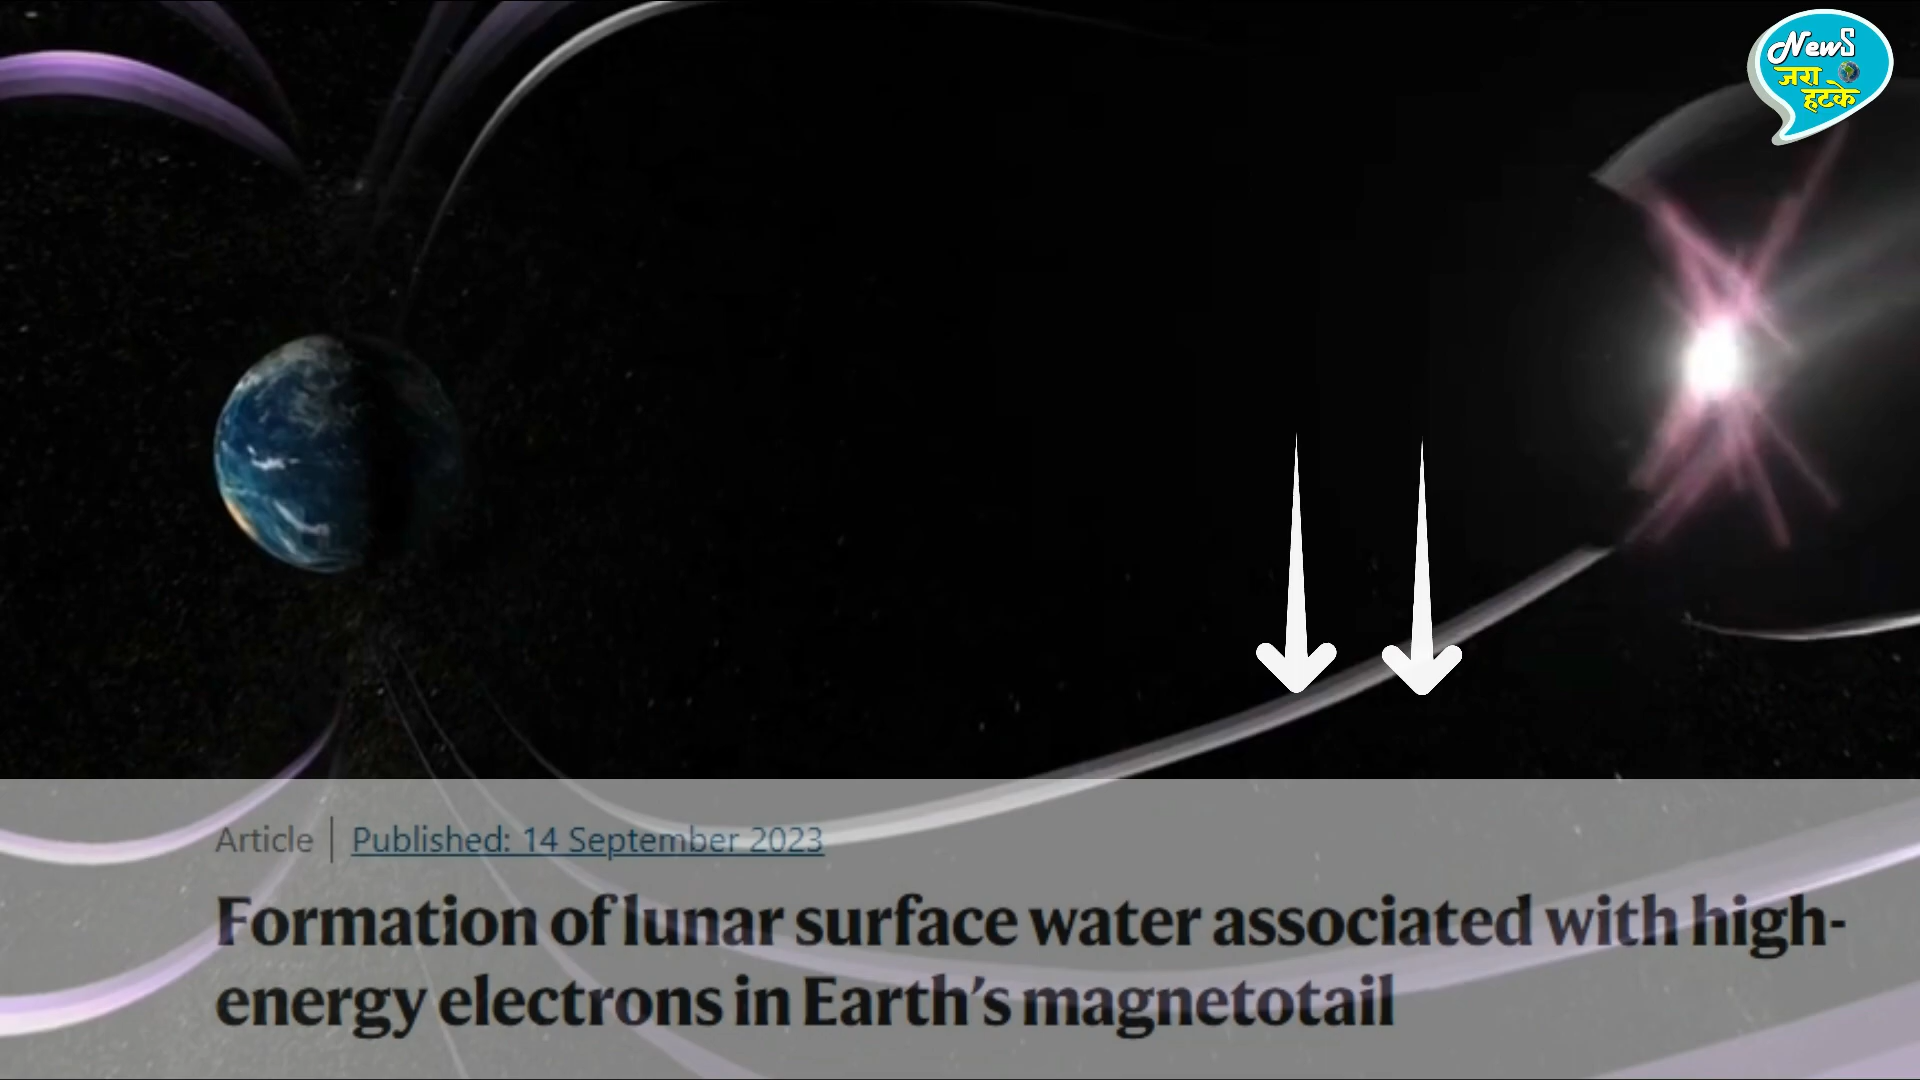 NewS
जरा
हटके
Article | Published: 14 September 2023
Formation of lunar surface water associated with high-
energy electrons in Earth's magnetotail